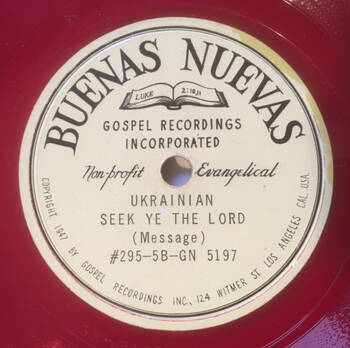 BUENAS NUEVAS
LUKE 2:10,11
GOSPEL RECORDINGS
INCORPORATED
Non-profit Evangelical
UKRAINIAN
SEEK YE THE LORD
(Message)
#295-5B-GN 5197
COPYRIGHT 1947 BY GOSPEL RECORDINGS INC., 124 WITMER ST. LOS ANGELES CAL. USA.